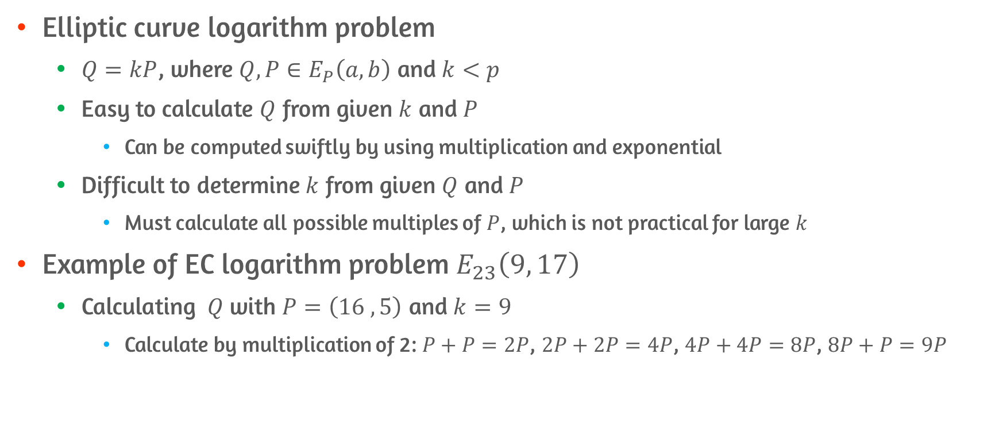 • Elliptic curve logarithm problem
• Q = kP, where Q, P ∈ E_P(a, b) and k < p
• Easy to calculate Q from given k and P
• Can be computed swiftly by using multiplication and exponential
• Difficult to determine k from given Q and P
• Must calculate all possible multiples of P, which is not practical for large k
• Example of EC logarithm problem E₂₃(9, 17)
• Calculating Q with P = (16 , 5) and k = 9
• Calculate by multiplication of 2: P + P = 2P, 2P + 2P = 4P, 4P + 4P = 8P, 8P + P = 9P